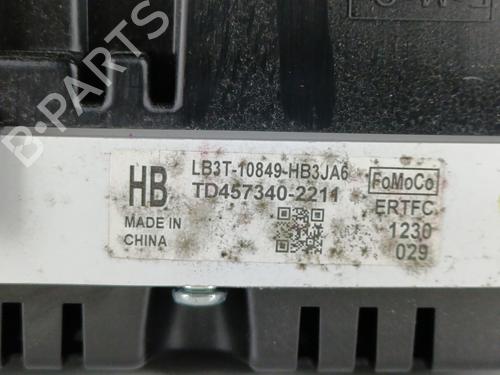 B-PARTS
HB
LB3T-10849-HB3JA6
TD457340-2211
MADE IN
CHINA
FoMoCo
ERTFC
1230
029